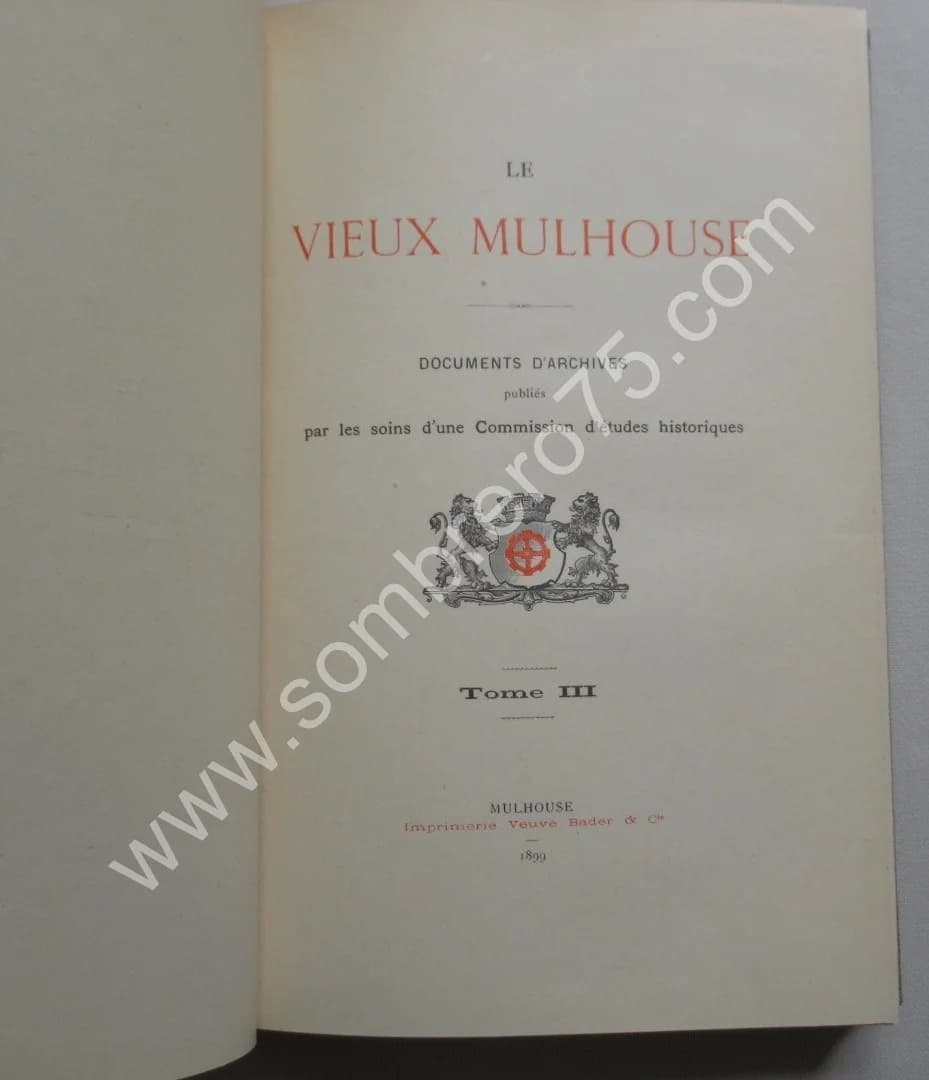 LE
VIEUX MULHOUSE
DOCUMENTS D'ARCHIVES
publiés
par les soins d'une Commission d'études historiques
Tome III
MULHOUSE
Imprimerie Veuve Bader & Cie
1899
www.sombrero75.com